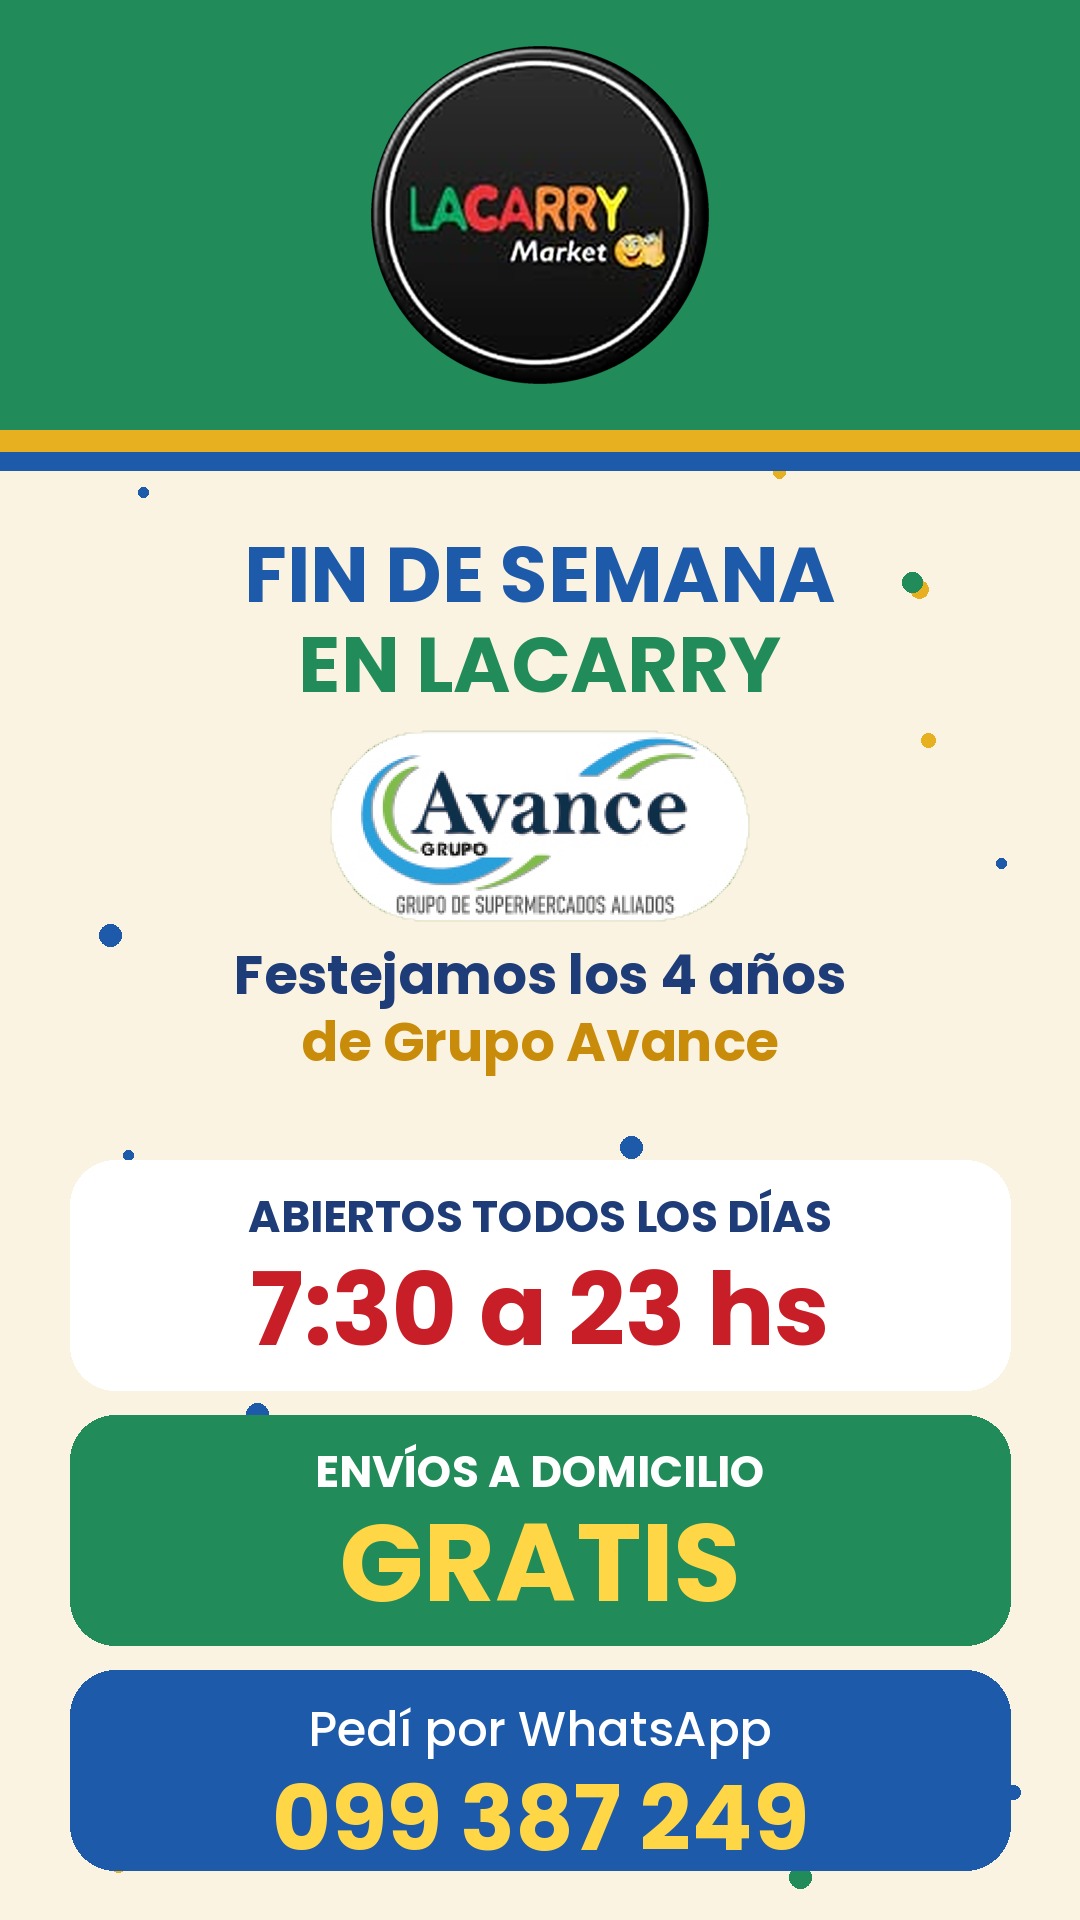 LACARRY
Market
FIN DE SEMANA
EN LACARRY
Avance
GRUPO
GRUPO DE SUPERMERCADOS ALIADOS
Festejamos los 4 años
de Grupo Avance
ABIERTOS TODOS LOS DÍAS
7:30 a 23 hs
ENVÍOS A DOMICILIO
GRATIS
Pedí por WhatsApp
099 387 249